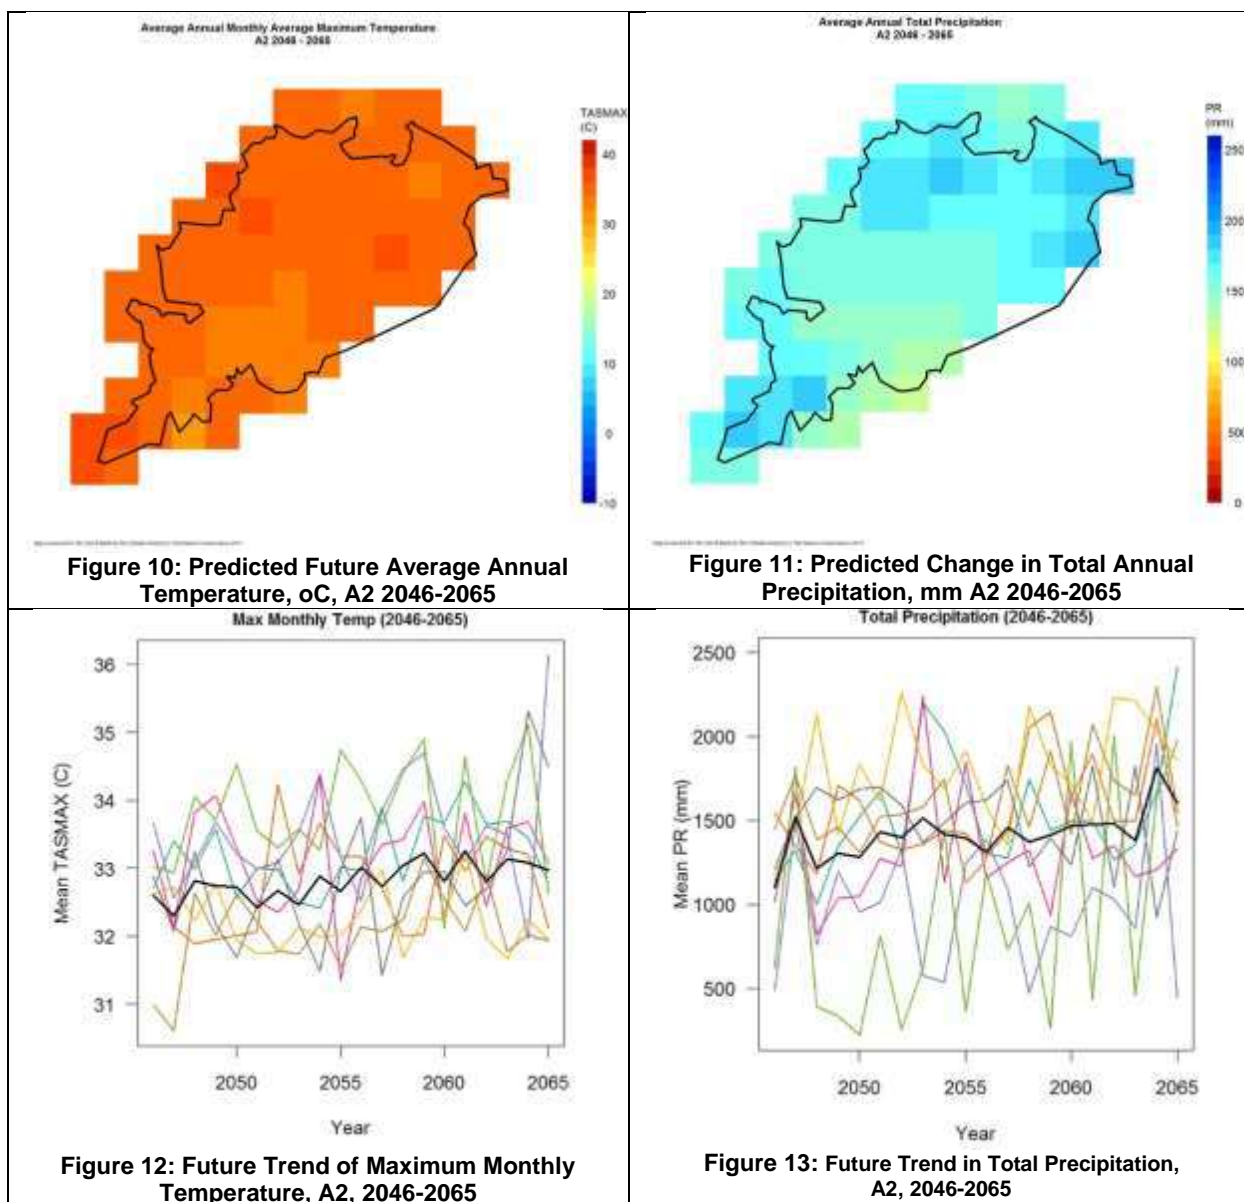 Average Annual Monthly Average Maximum Temperature
A2 2046 - 2065
TASMAX
(C)
40
30
20
10
0
-10
Figure 10: Predicted Future Average Annual
Temperature, oC, A2 2046-2065
Average Annual Total Precipitation
A2 2046 - 2065
PR
(mm)
250
150
500
0
Figure 11: Predicted Change in Total Annual
Precipitation, mm A2 2046-2065
Max Monthly Temp (2046-2065)
Mean TASMAX (C)
36
35
34
33
32
31
2050
2055
2060
2065
Year
Figure 12: Future Trend of Maximum Monthly
Temperature, A2, 2046-2065
Total Precipitation (2046-2065)
Mean PR (mm)
2500
2000
1500
1000
500
2050
2055
2060
2065
Year
Figure 13: Future Trend in Total Precipitation,
A2, 2046-2065